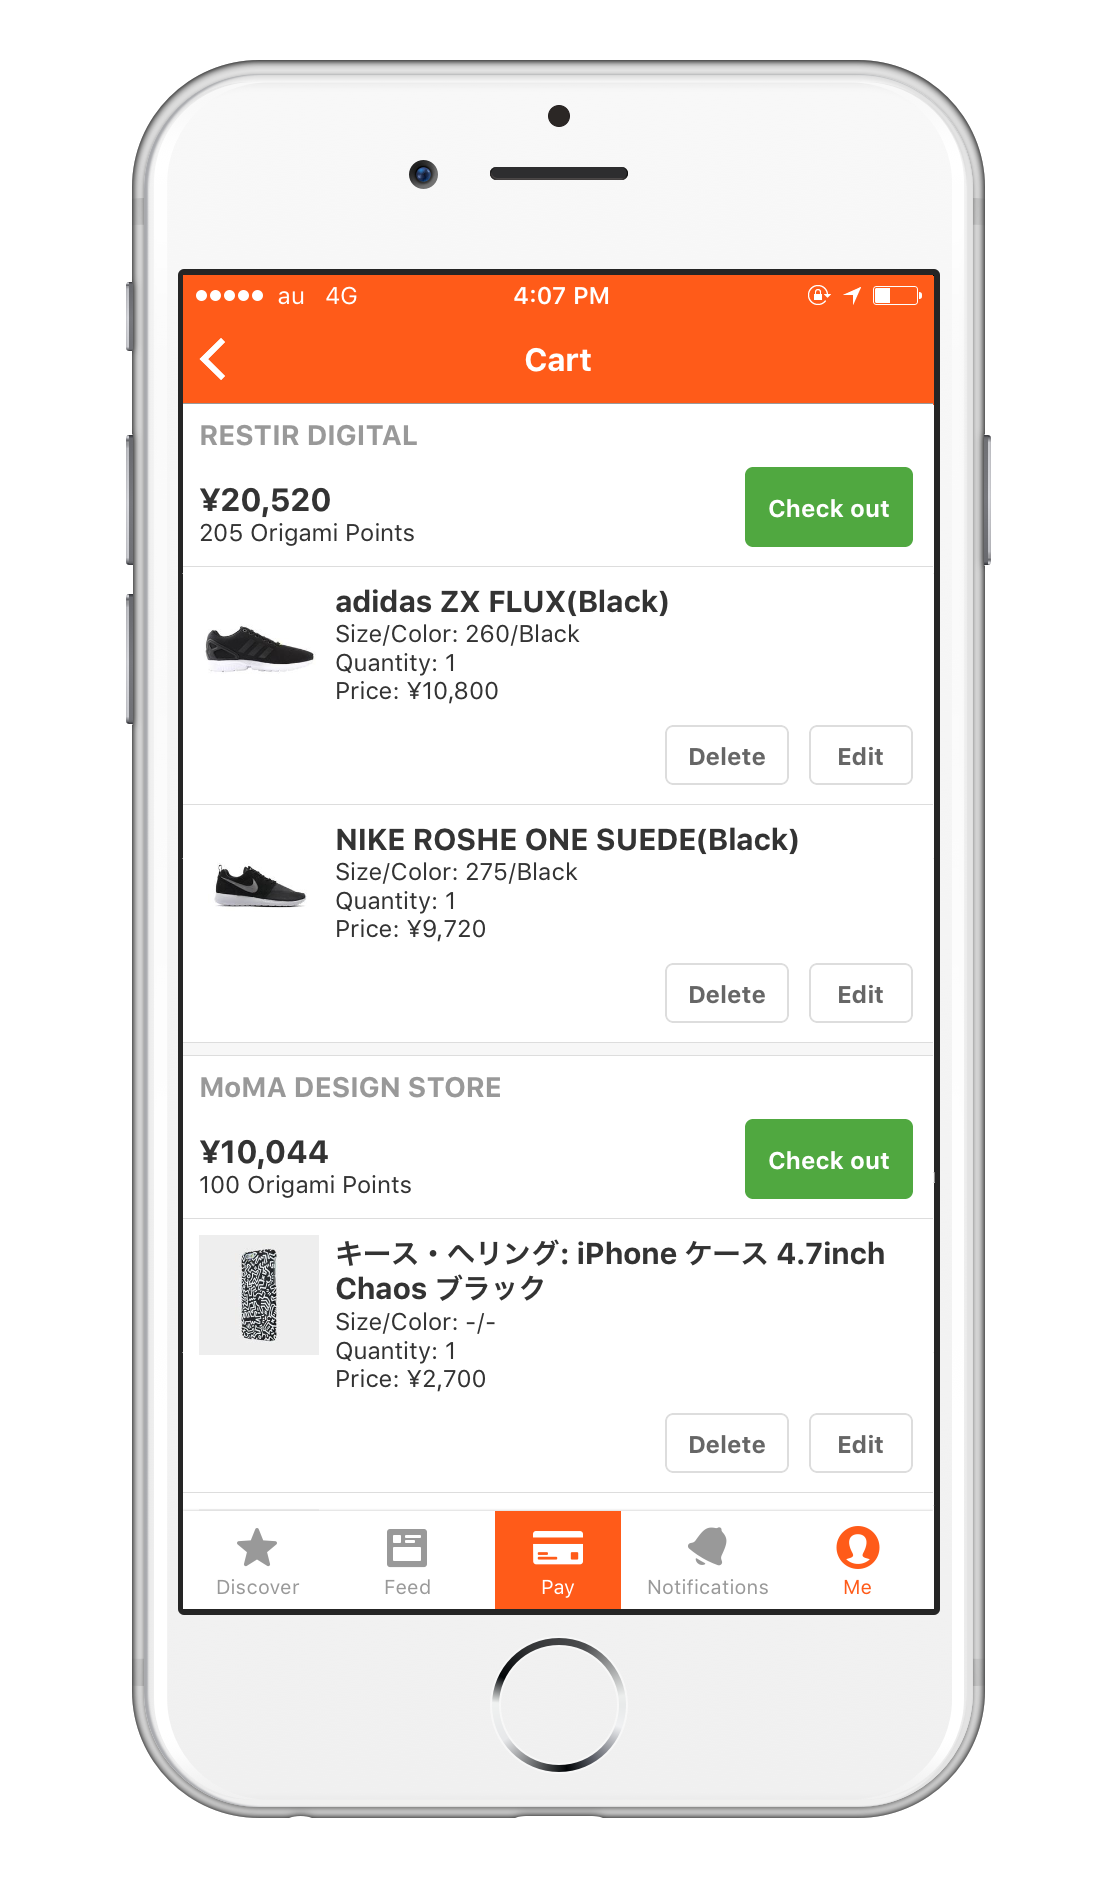 au 4G 4:07 PM
Cart
RESTIR DIGITAL
¥20,520
205 Origami Points
Check out
adidas ZX FLUX(Black)
Size/Color: 260/Black
Quantity: 1
Price: ¥10,800
Delete Edit
NIKE ROSHE ONE SUEDE(Black)
Size/Color: 275/Black
Quantity: 1
Price: ¥9,720
Delete Edit
MoMA DESIGN STORE
¥10,044
100 Origami Points
Check out
キース・ヘリング: iPhone ケース 4.7inch
Chaos ブラック
Size/Color: -/-
Quantity: 1
Price: ¥2,700
Delete Edit
Discover Feed Pay Notifications Me